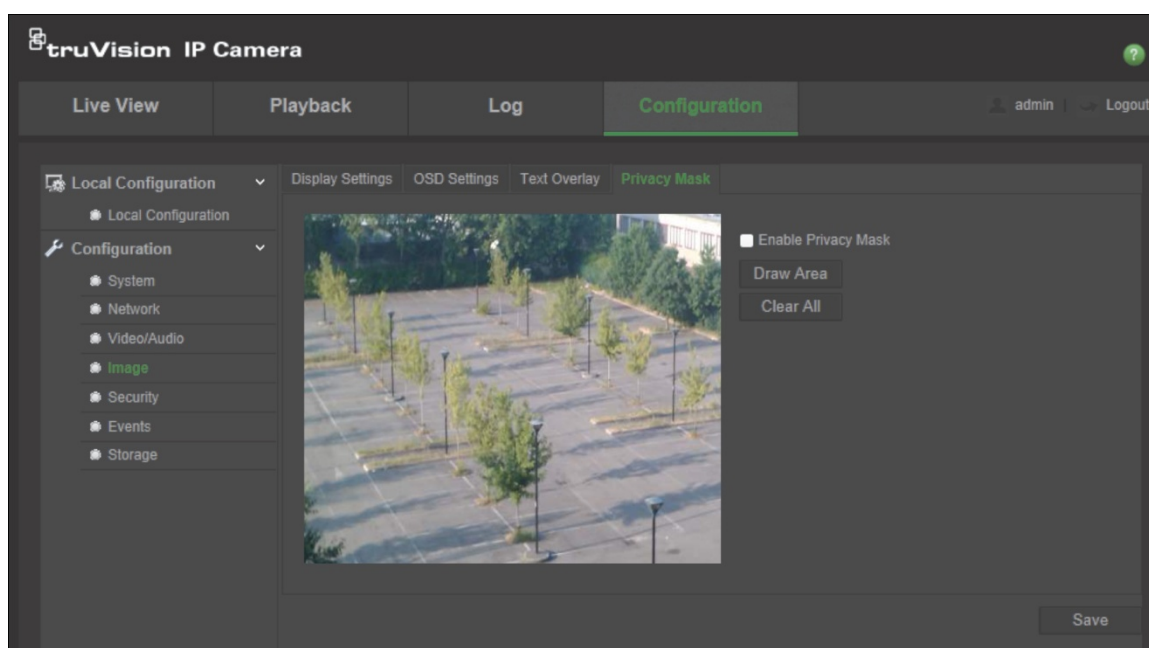 truVision IP Camera
?
Live View Playback Log Configuration admin | Logout
Local Configuration
Local Configuration
Configuration
System
Network
Video/Audio
Image
Security
Events
Storage
Display Settings OSD Settings Text Overlay Privacy Mask
Enable Privacy Mask
Draw Area
Clear All
Save